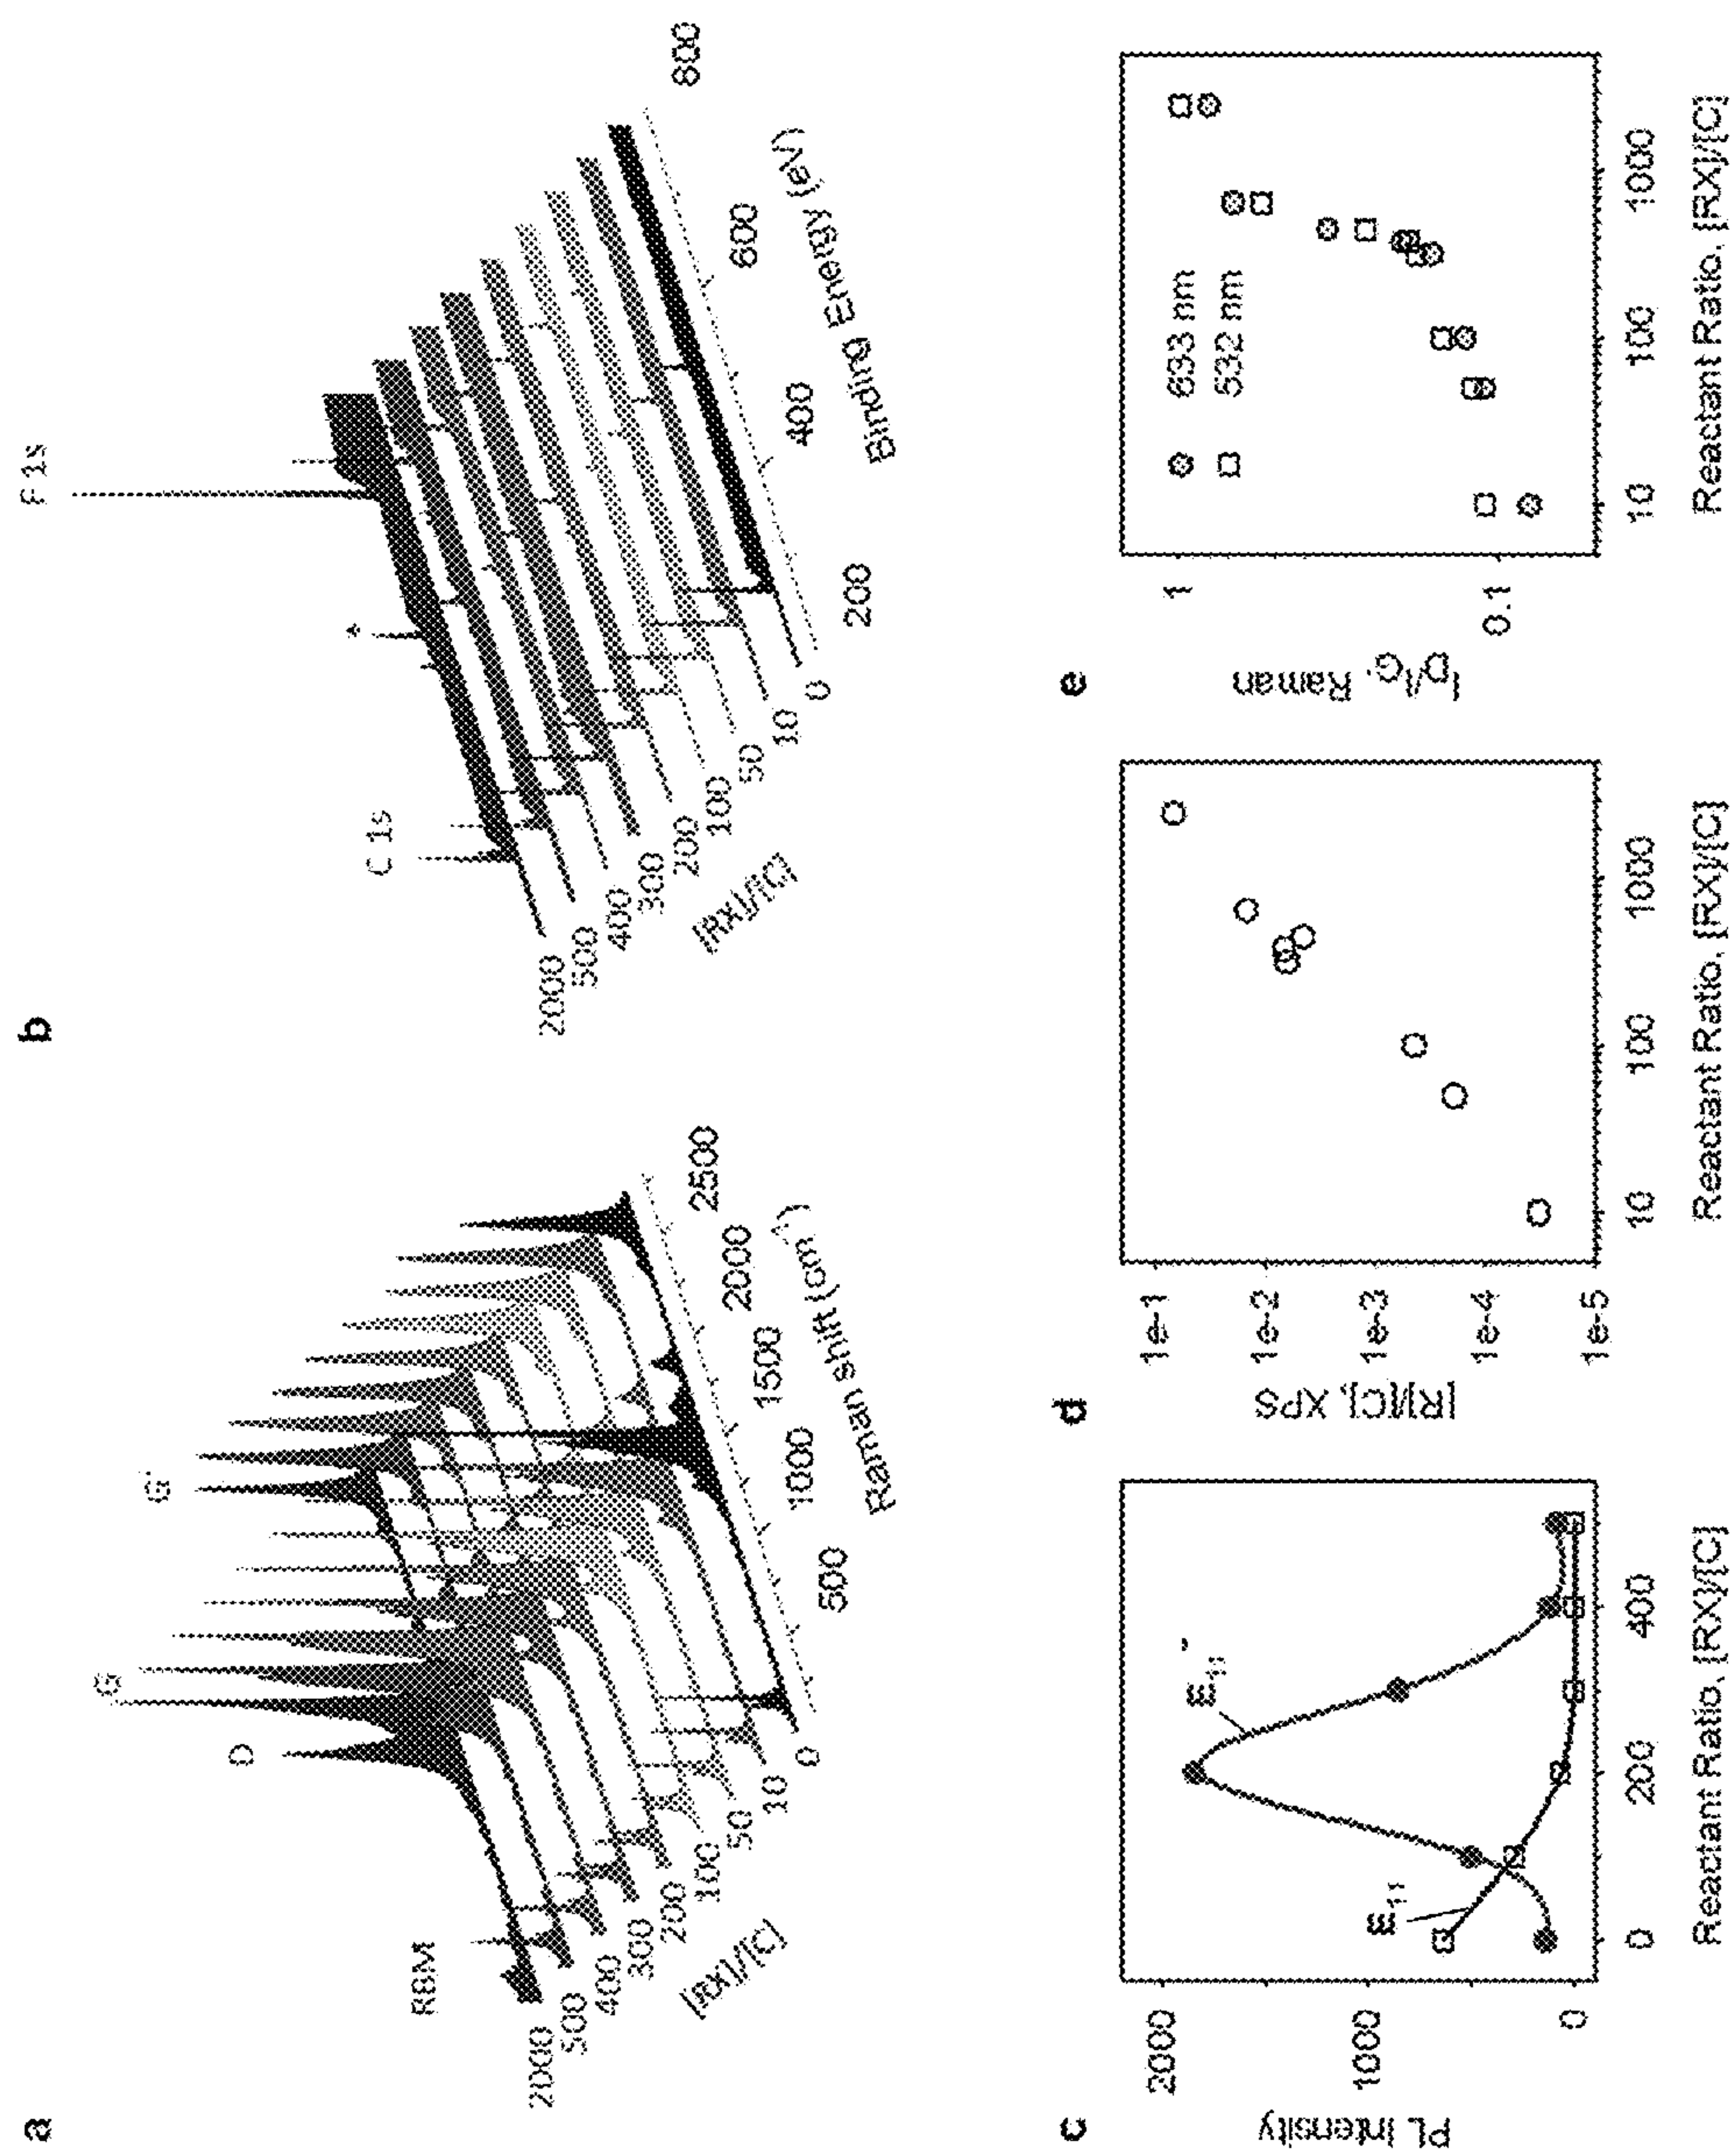 a
RBM
D
G
G'
2000
500
400
300
200
100
50
10
0
[RX]/[C]
500
1000
1500
2000
2500
Raman shift (cm⁻¹)
b
C 1s
*
F 1s
2000
500
400
300
200
100
50
10
0
[RX]/[C]
200
400
600
800
Binding Energy (eV)
c
PL Intensity
2000
1000
0
E₁₁
E₁₁⁻
0
200
400
Reactant Ratio, [RX]/[C]
d
[R]/[C], XPS
1e-1
1e-2
1e-3
1e-4
1e-5
10
100
1000
Reactant Ratio, [RX]/[C]
e
I_D/I_G, Raman
1
0.1
633 nm
532 nm
10
100
1000
Reactant Ratio, [RX]/[C]